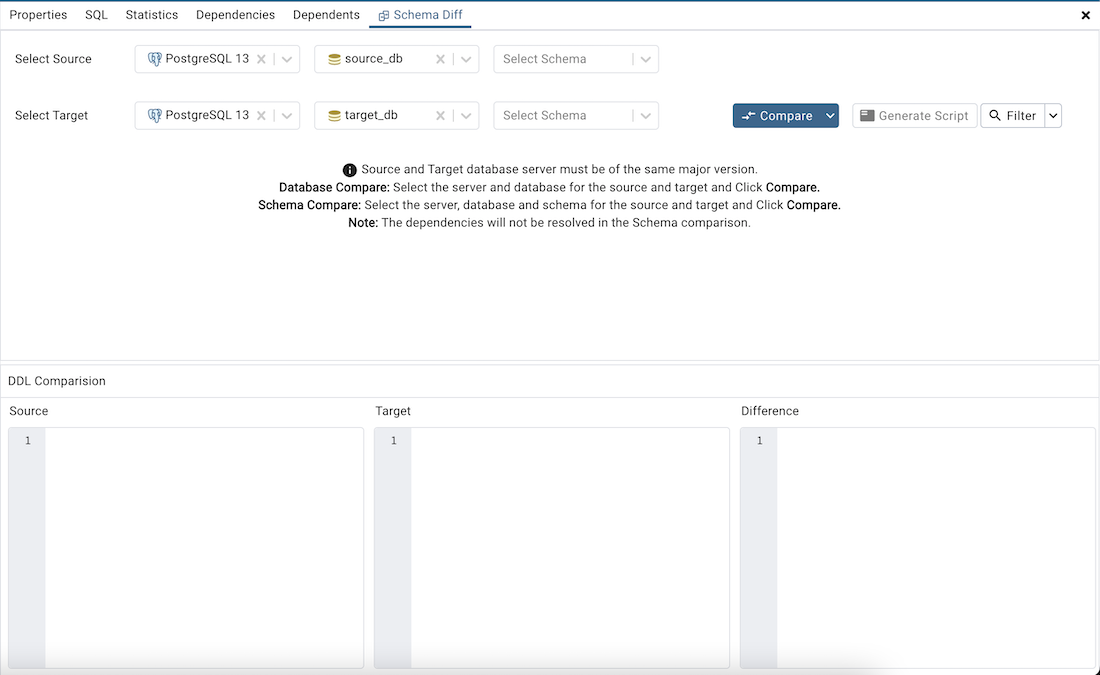 Properties SQL Statistics Dependencies Dependents Schema Diff
Select Source PostgreSQL 13 source_db Select Schema
Select Target PostgreSQL 13 target_db Select Schema Compare Generate Script Filter
Source and Target database server must be of the same major version.
Database Compare: Select the server and database for the source and target and Click Compare.
Schema Compare: Select the server, database and schema for the source and target and Click Compare.
Note: The dependencies will not be resolved in the Schema comparison.
DDL Comparision
Source Target Difference
1 1 1